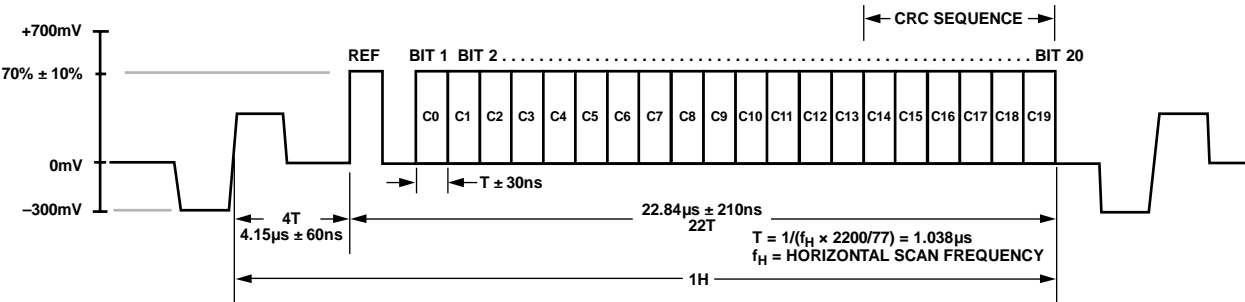 CRC SEQUENCE
+700mV
REF BIT 1 BIT 2 . . . . . . . . . . . . . . . . . . . . . . . . . . . . . . . . . . . . . . . . . . . . . . . . . . . . BIT 20
70% ± 10%
C0 C1 C2 C3 C4 C5 C6 C7 C8 C9 C10 C11 C12 C13 C14 C15 C16 C17 C18 C19
0mV
T ± 30ns
–300mV
4T
4.15µs ± 60ns
22.84µs ± 210ns
22T
T = 1/(fH × 2200/77) = 1.038µs
fH = HORIZONTAL SCAN FREQUENCY
1H